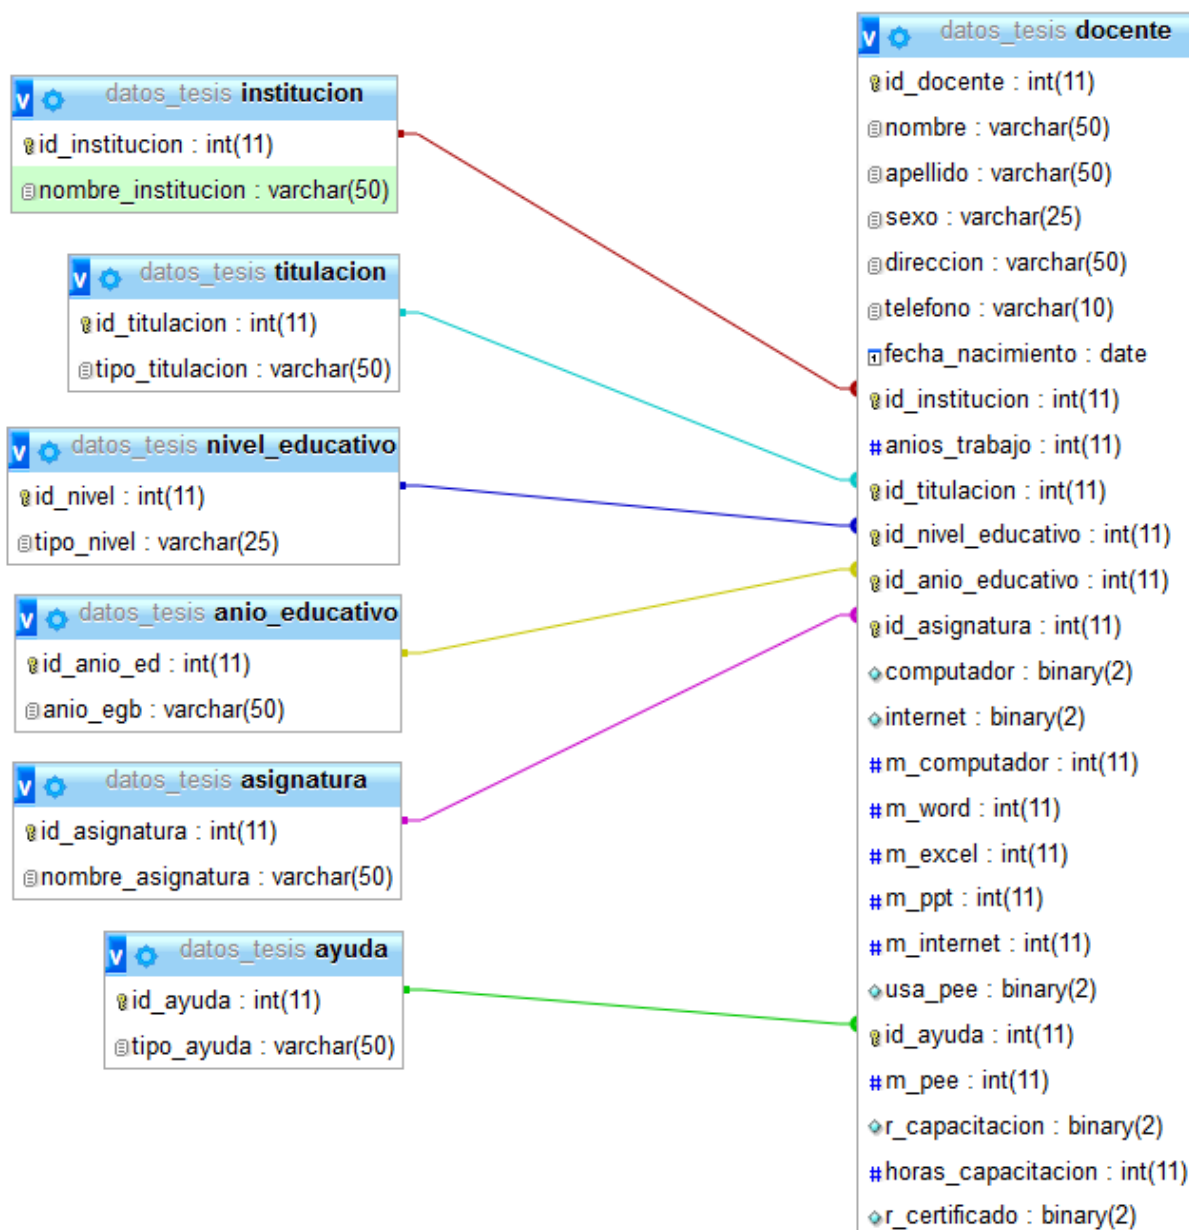 datos_tesis institucion
id_institucion : int(11)
nombre_institucion : varchar(50)
datos_tesis titulacion
id_titulacion : int(11)
tipo_titulacion : varchar(50)
datos_tesis nivel_educativo
id_nivel : int(11)
tipo_nivel : varchar(25)
datos_tesis anio_educativo
id_anio_ed : int(11)
anio_egb : varchar(50)
datos_tesis asignatura
id_asignatura : int(11)
nombre_asignatura : varchar(50)
datos_tesis ayuda
id_ayuda : int(11)
tipo_ayuda : varchar(50)
datos_tesis docente
id_docente : int(11)
nombre : varchar(50)
apellido : varchar(50)
sexo : varchar(25)
direccion : varchar(50)
telefono : varchar(10)
fecha_nacimiento : date
id_institucion : int(11)
#anios_trabajo : int(11)
id_titulacion : int(11)
id_nivel_educativo : int(11)
id_anio_educativo : int(11)
id_asignatura : int(11)
computador : binary(2)
internet : binary(2)
#m_computador : int(11)
#m_word : int(11)
#m_excel : int(11)
#m_ppt : int(11)
#m_internet : int(11)
usa_pee : binary(2)
id_ayuda : int(11)
#m_pee : int(11)
r_capacitacion : binary(2)
#horas_capacitacion : int(11)
r_certificado : binary(2)